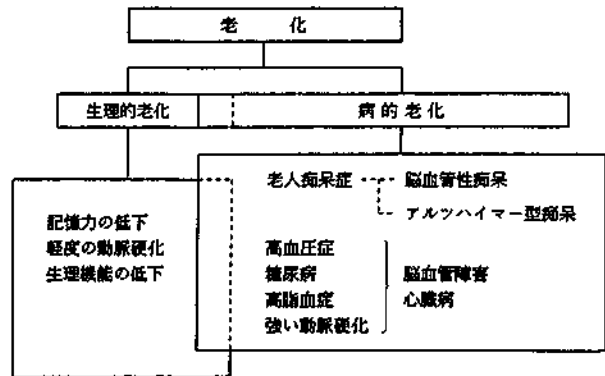 老化
生理的老化
病的老化
記憶力の低下
軽度の動脈硬化
生理機能の低下
老人痴呆症
脳血管性痴呆
アルツハイマー型痴呆
高血圧症
糖尿病
高脂血症
強い動脈硬化
脳血管障害
心臓病